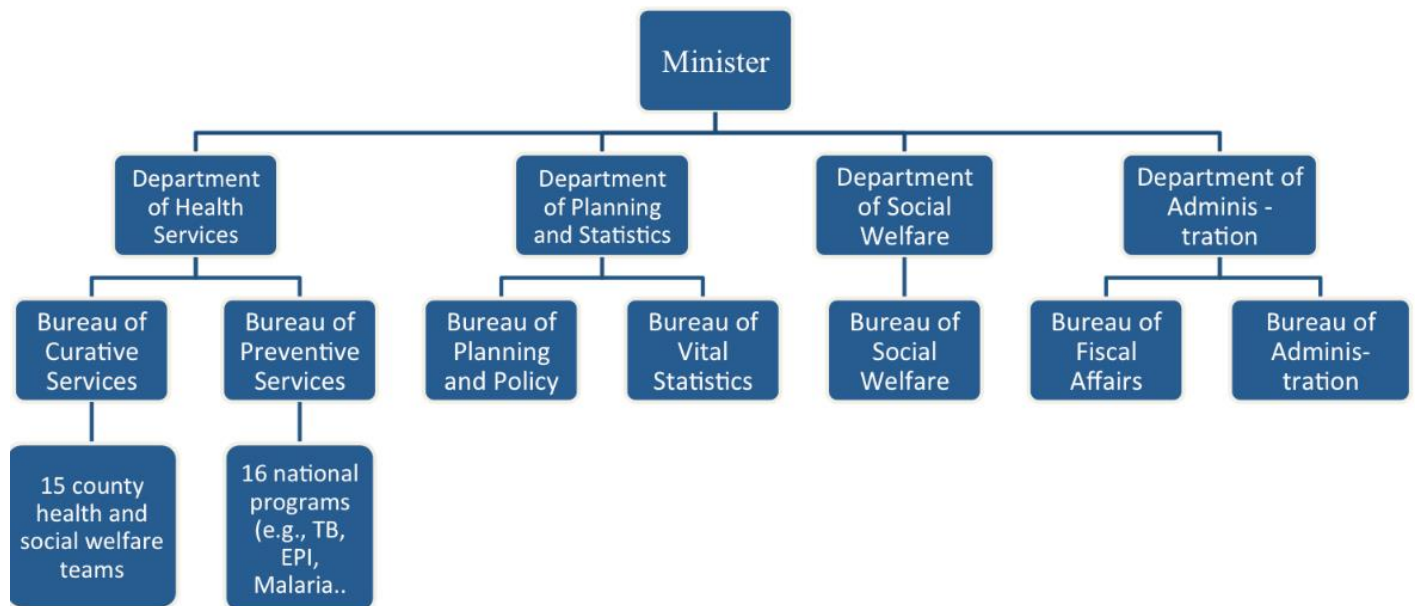 Minister
Department
of Health
Services
Department
of Planning
and Statistics
Department
of Social
Welfare
Department of
Adminis -
tration
Bureau of
Curative
Services
Bureau of
Preventive
Services
Bureau of
Planning
and Policy
Bureau of
Vital
Statistics
Bureau of
Social
Welfare
Bureau of
Fiscal
Affairs
Bureau of
Adminis-
tration
15 county
health and
social welfare
teams
16 national
programs
(e.g., TB,
EPI,
Malaria..